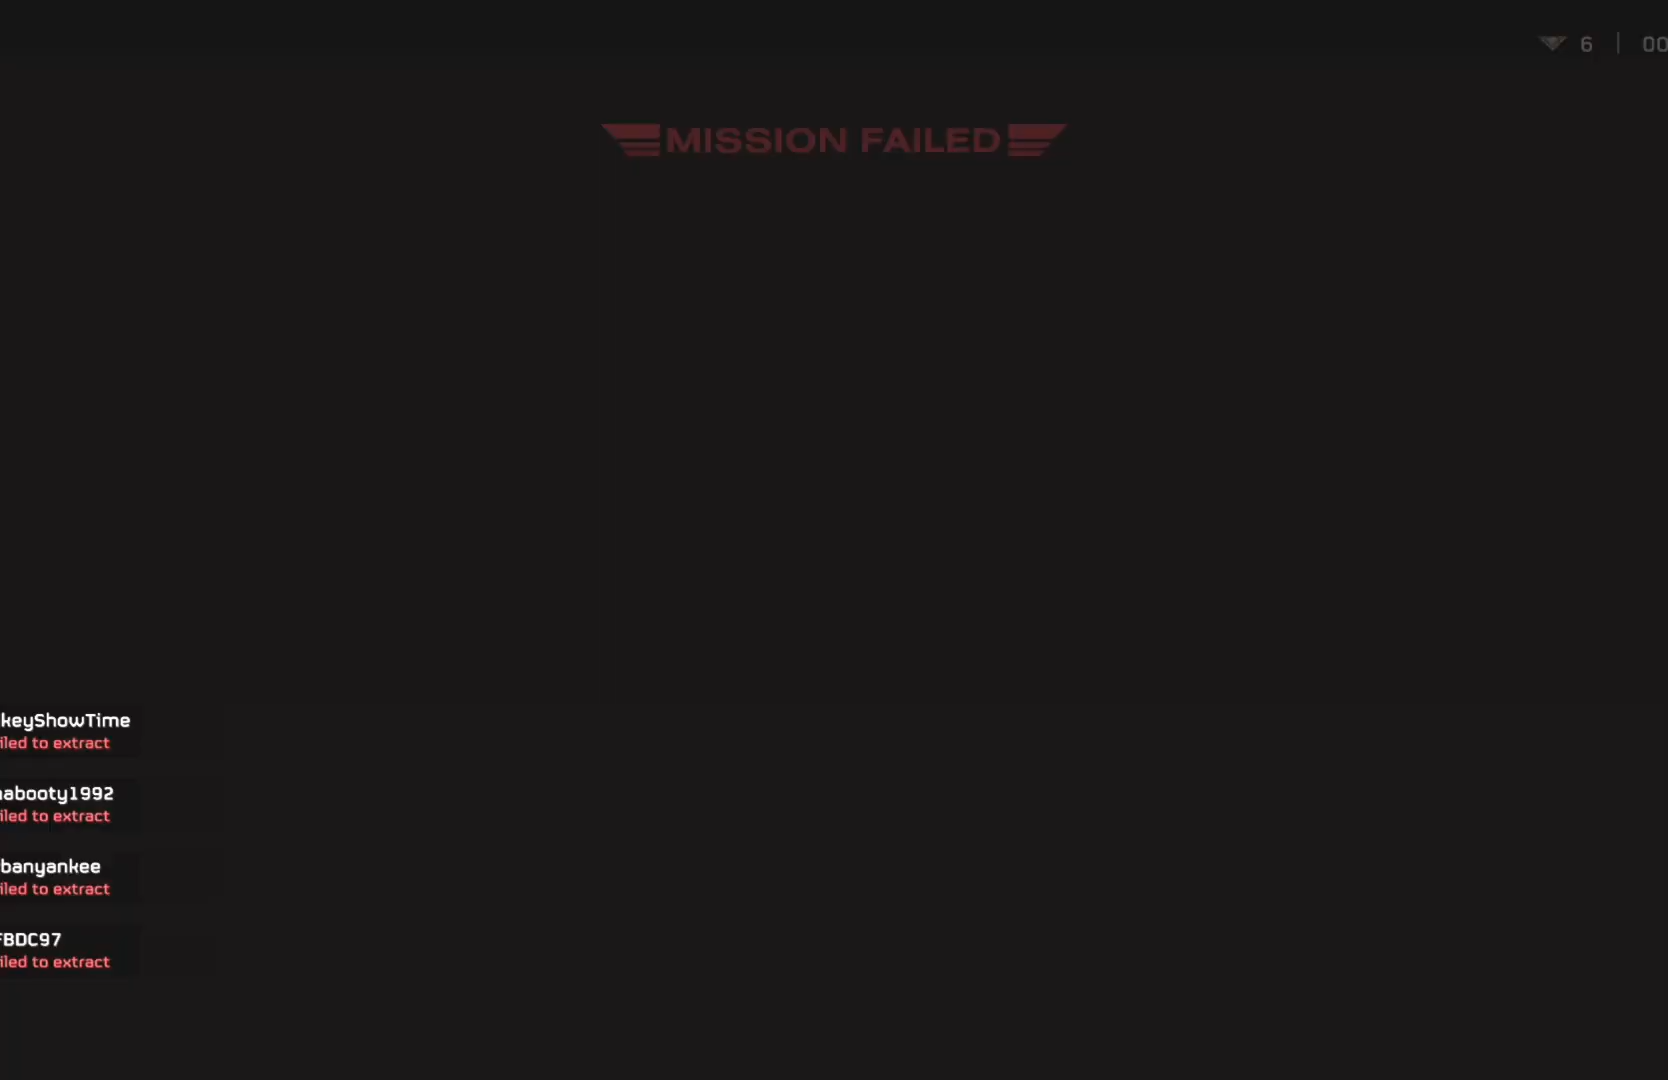 6 | 00
MISSION FAILED
keyShowTime
iled to extract
abooty1992
iled to extract
banyankee
iled to extract
FBDC97
iled to extract